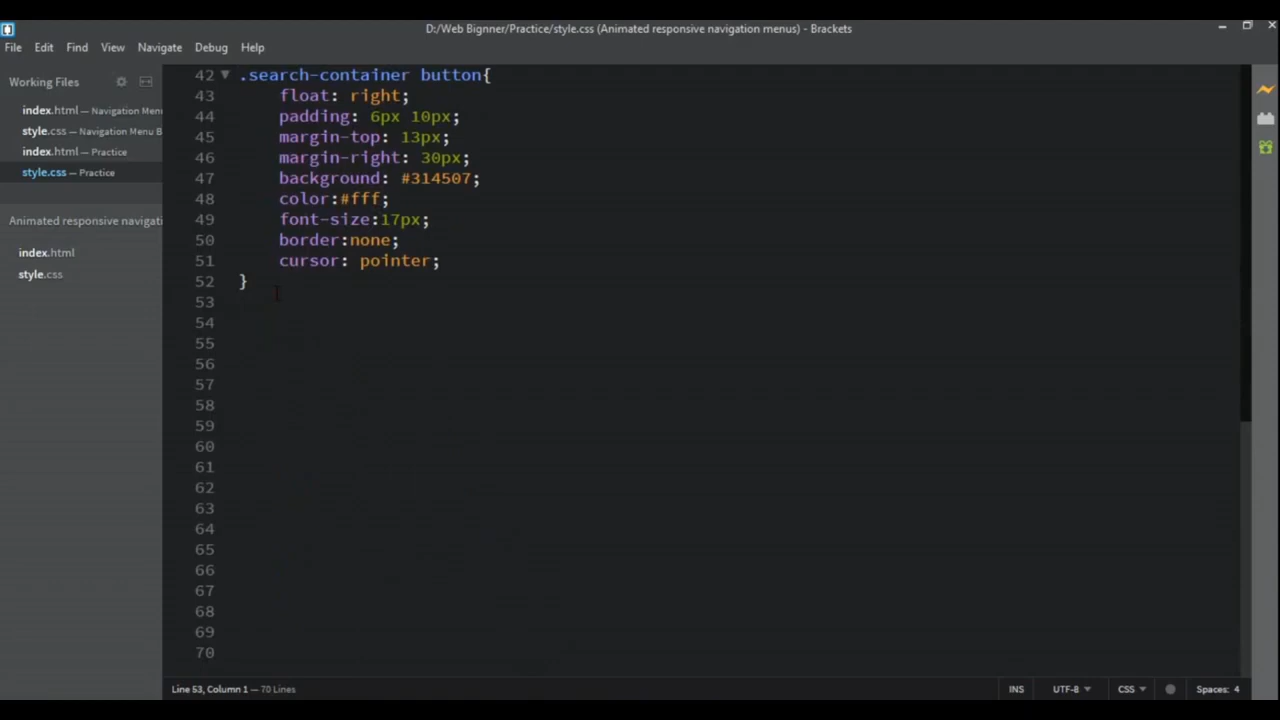 D:/Web Bignner/Practice/style.css (Animated responsive navigation menus) - Brackets
File Edit Find View Navigate Debug Help
Working Files
index.html — Navigation Men
style.css — Navigation Menu B
index.html — Practice
style.css — Practice
Animated responsive navigati
index.html
style.css
42 .search-container button{
43 float: right;
44 padding: 6px 10px;
45 margin-top: 13px;
46 margin-right: 30px;
47 background: #314507;
48 color:#fff;
49 font-size:17px;
50 border:none;
51 cursor: pointer;
52 }
53
54
55
56
57
58
59
60
61
62
63
64
65
66
67
68
69
70
Line 53, Column 1 — 70 Lines
INS UTF-8 CSS Spaces: 4